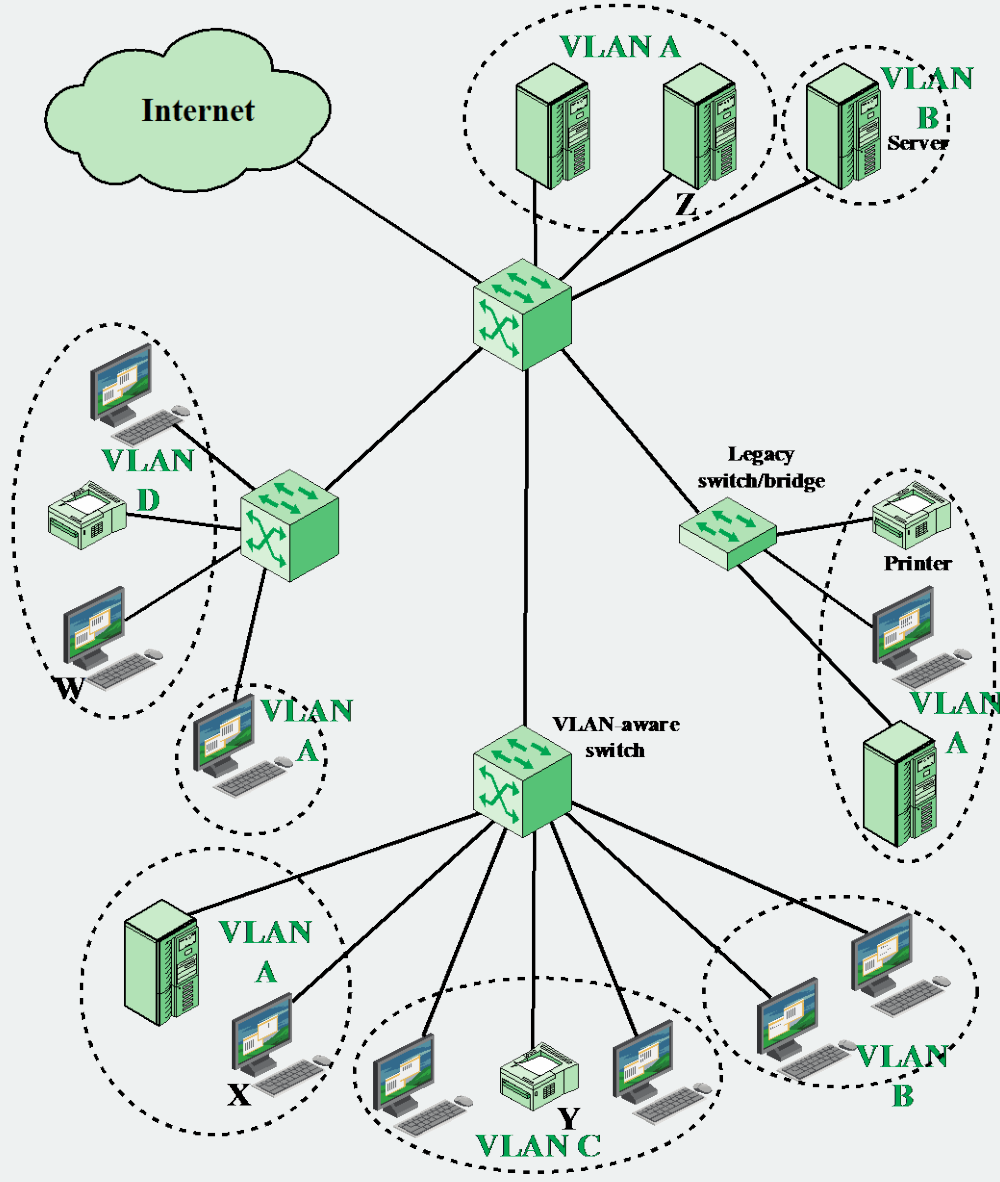 Internet
VLAN A
Z
VLAN
B
Server
VLAN
D
W
VLAN
A
Legacy
switch/bridge
Printer
VLAN
A
VLAN-aware
switch
VLAN
A
X
Y
VLAN C
VLAN
B